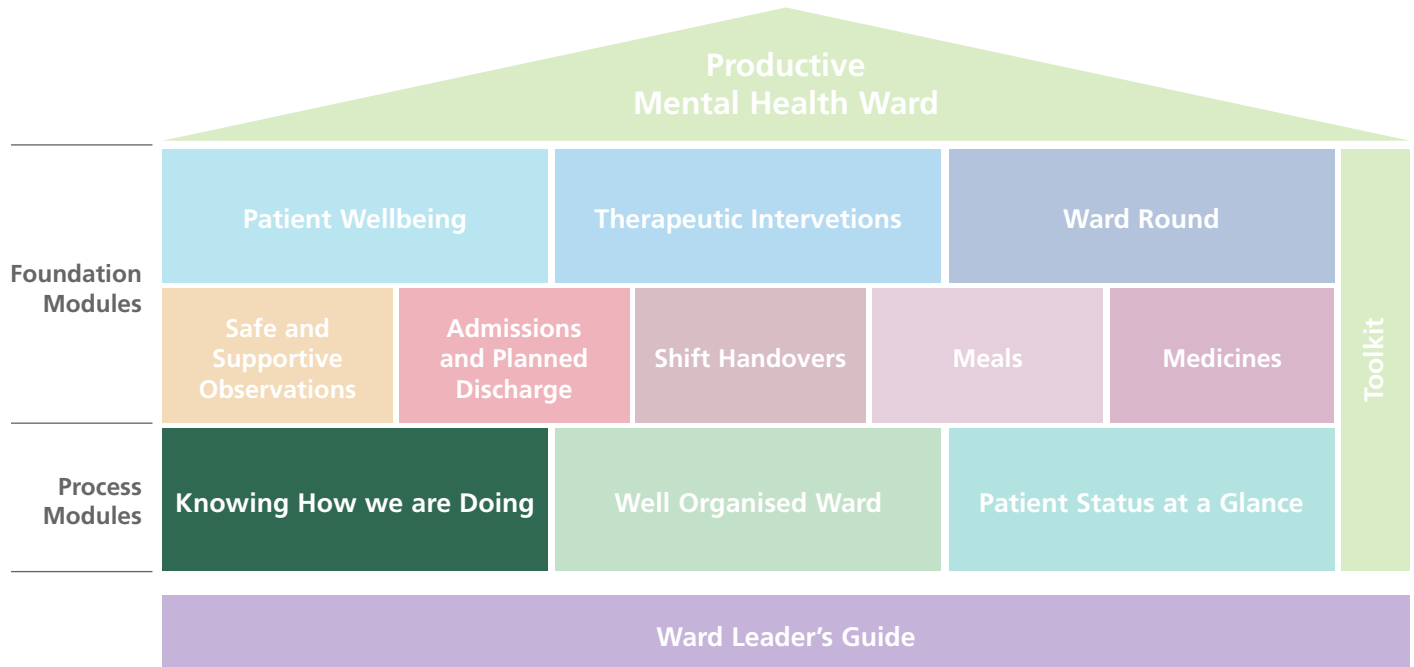 Productive
Mental Health Ward
Foundation
Modules
Patient Wellbeing
Therapeutic Intervetions
Ward Round
Safe and
Supportive
Observations
Admissions
and Planned
Discharge
Shift Handovers
Meals
Medicines
Toolkit
Process
Modules
Knowing How we are Doing
Well Organised Ward
Patient Status at a Glance
Ward Leader’s Guide